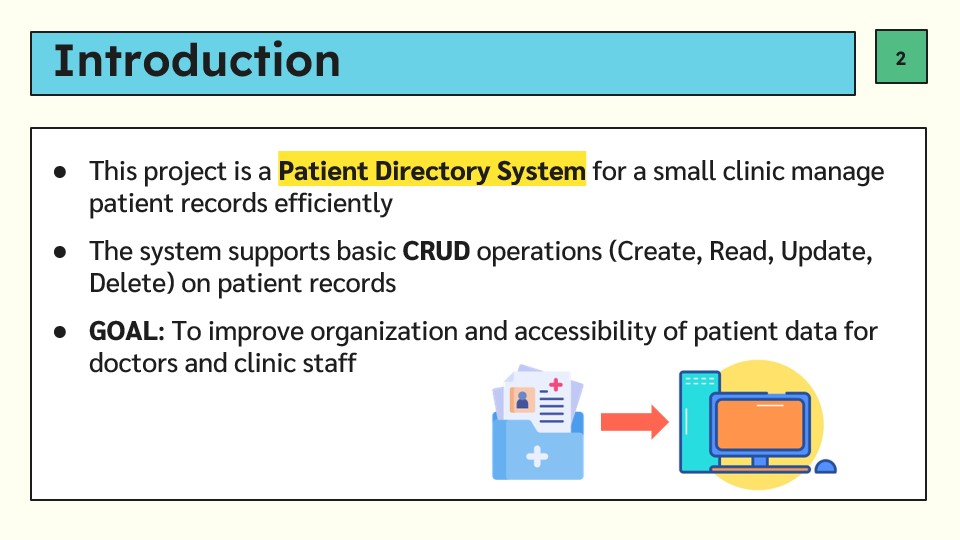 Introduction
2
● This project is a Patient Directory System for a small clinic manage
patient records efficiently
● The system supports basic CRUD operations (Create, Read, Update,
Delete) on patient records
● GOAL: To improve organization and accessibility of patient data for
doctors and clinic staff